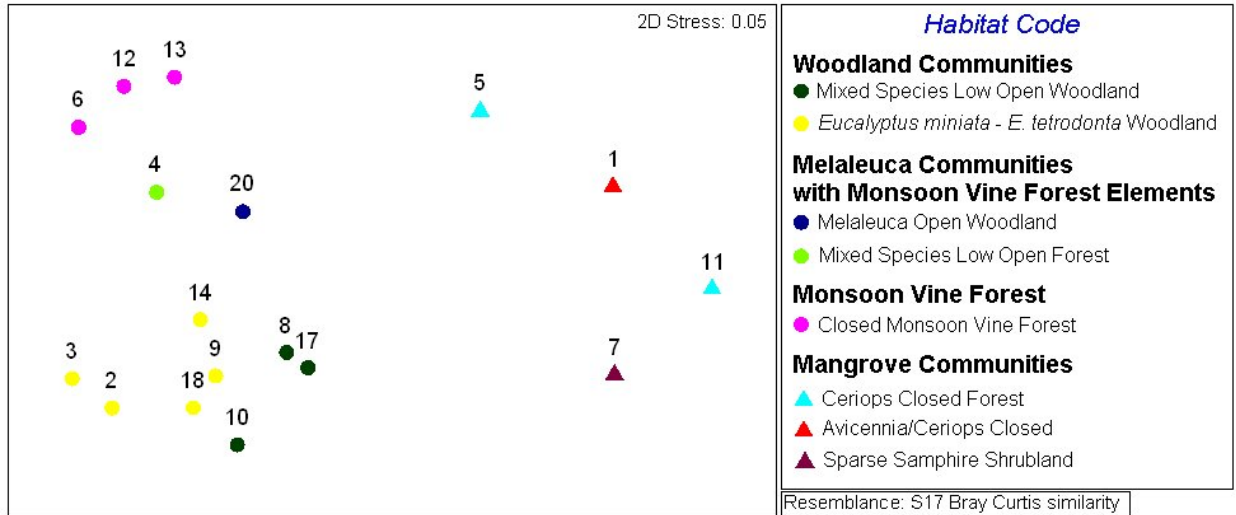 2D Stress: 0.05
12
13
6
5
4
20
1
11
14
8
17
7
3
2
9
18
10
Habitat Code
Woodland Communities
Mixed Species Low Open Woodland
Eucalyptus miniata - E. tetrodonta Woodland
Melaleuca Communities
with Monsoon Vine Forest Elements
Melaleuca Open Woodland
Mixed Species Low Open Forest
Monsoon Vine Forest
Closed Monsoon Vine Forest
Mangrove Communities
Ceriops Closed Forest
Avicennia/Ceriops Closed
Sparse Samphire Shrubland
Resemblance: S17 Bray Curtis similarity